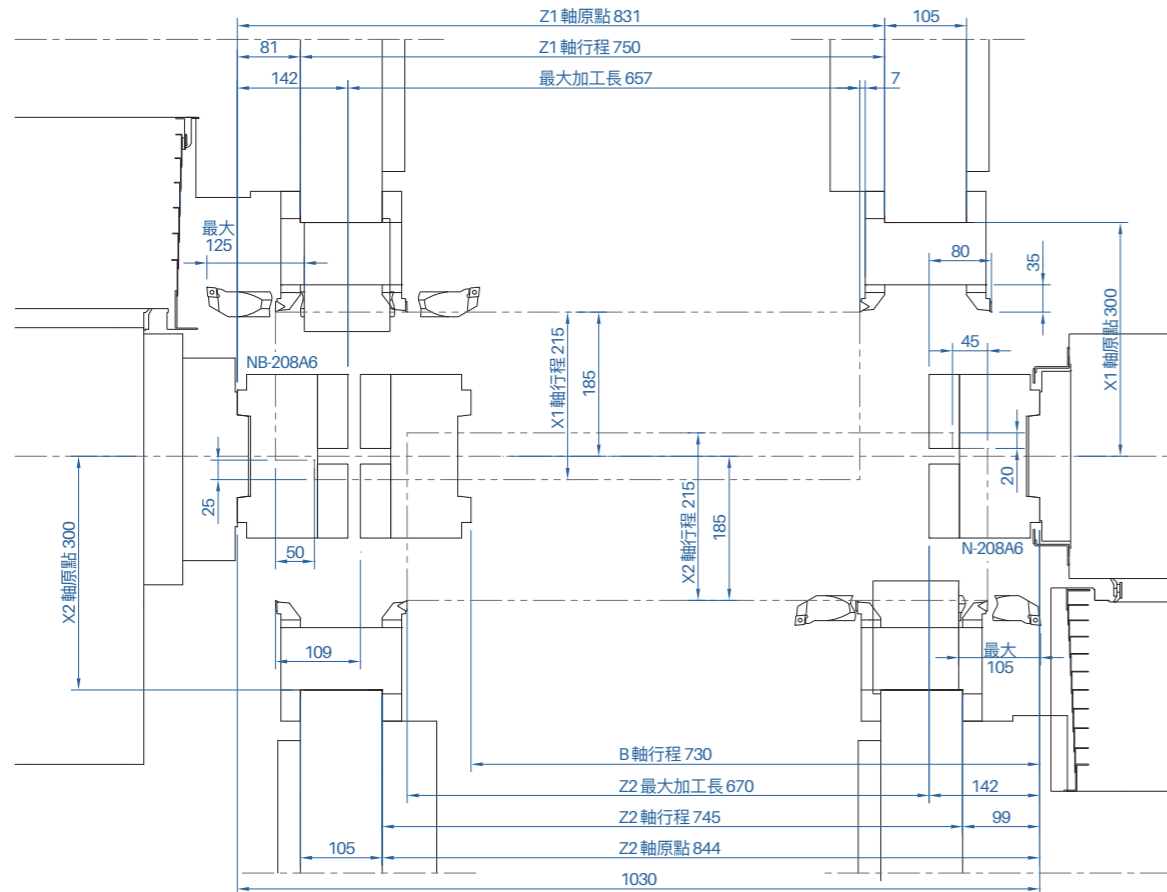 Z1 軸原點 831
105
81
Z1 軸行程 750
142
最大加工長 657
7
最大
125
80
35
X1 軸行程 215
185
X1 軸原點 300
45
NB-208A6
20
25
X2 軸行程 215
185
X2 軸原點 300
50
N-208A6
109
最大
105
B 軸行程 730
Z2 最大加工長 670
142
Z2 軸行程 745
99
105
Z2 軸原點 844
1030